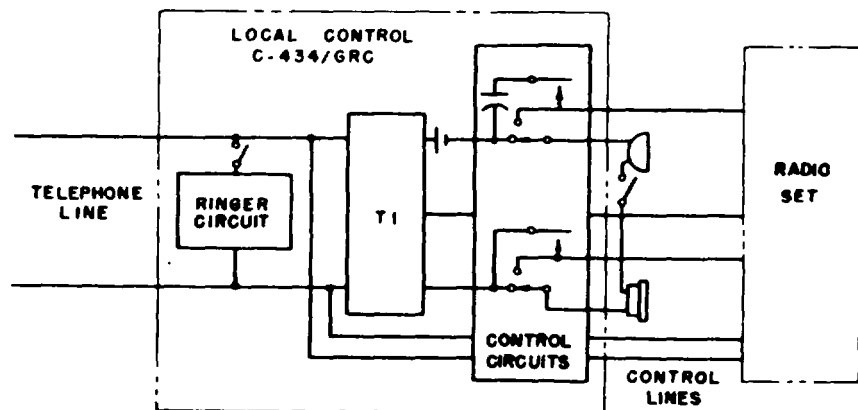 LOCAL CONTROL
C-434/GRC
TELEPHONE
LINE
RINGER
CIRCUIT
T1
CONTROL
CIRCUITS
RADIO
SET
CONTROL
LINES